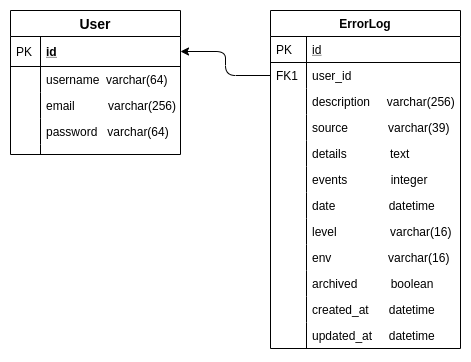 User
PK id
username varchar(64)
email varchar(256)
password varchar(64)
ErrorLog
PK id
FK1 user_id
description varchar(256)
source varchar(39)
details text
events integer
date datetime
level varchar(16)
env varchar(16)
archived boolean
created_at datetime
updated_at datetime